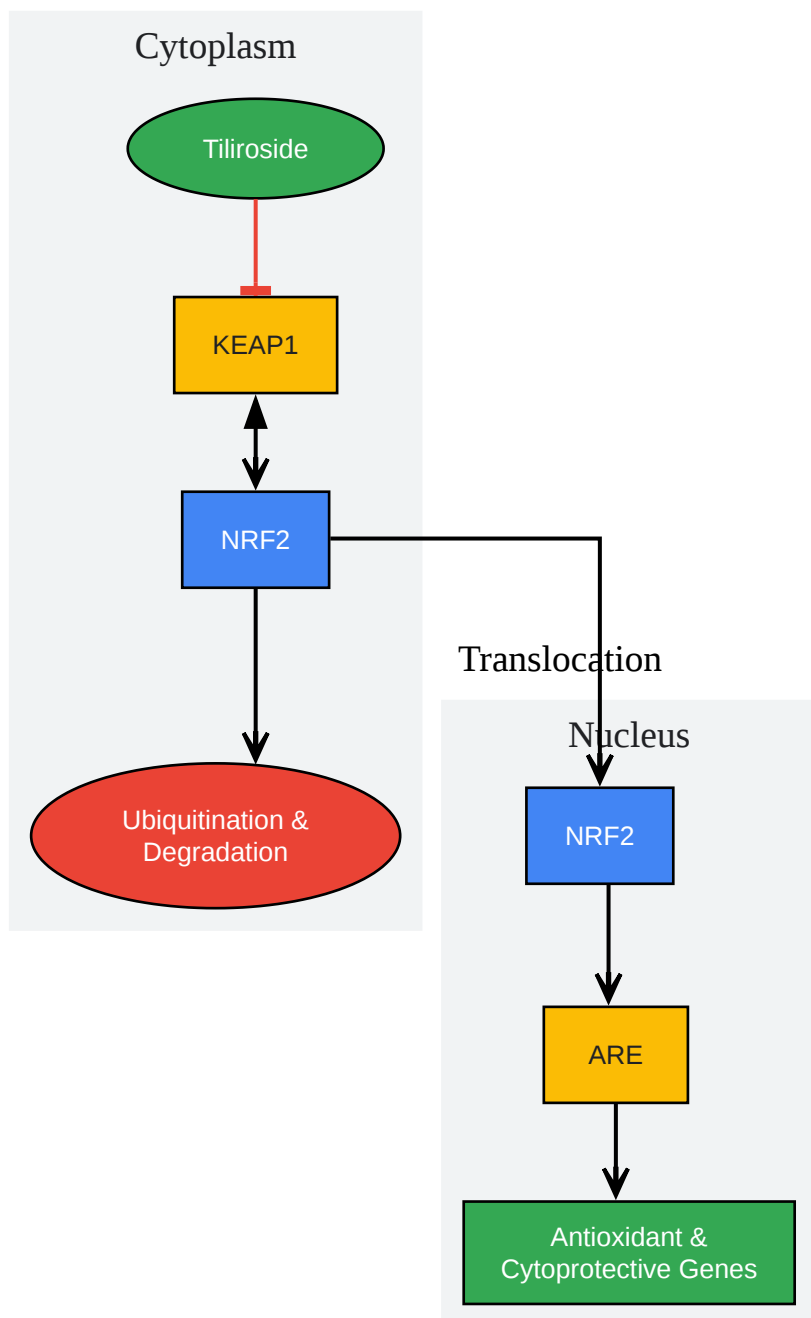 Cytoplasm
Tiliroside
KEAP1
NRF2
Translocation
Nucleus
Ubiquitination &
Degradation
NRF2
ARE
Antioxidant &
Cytoprotective Genes